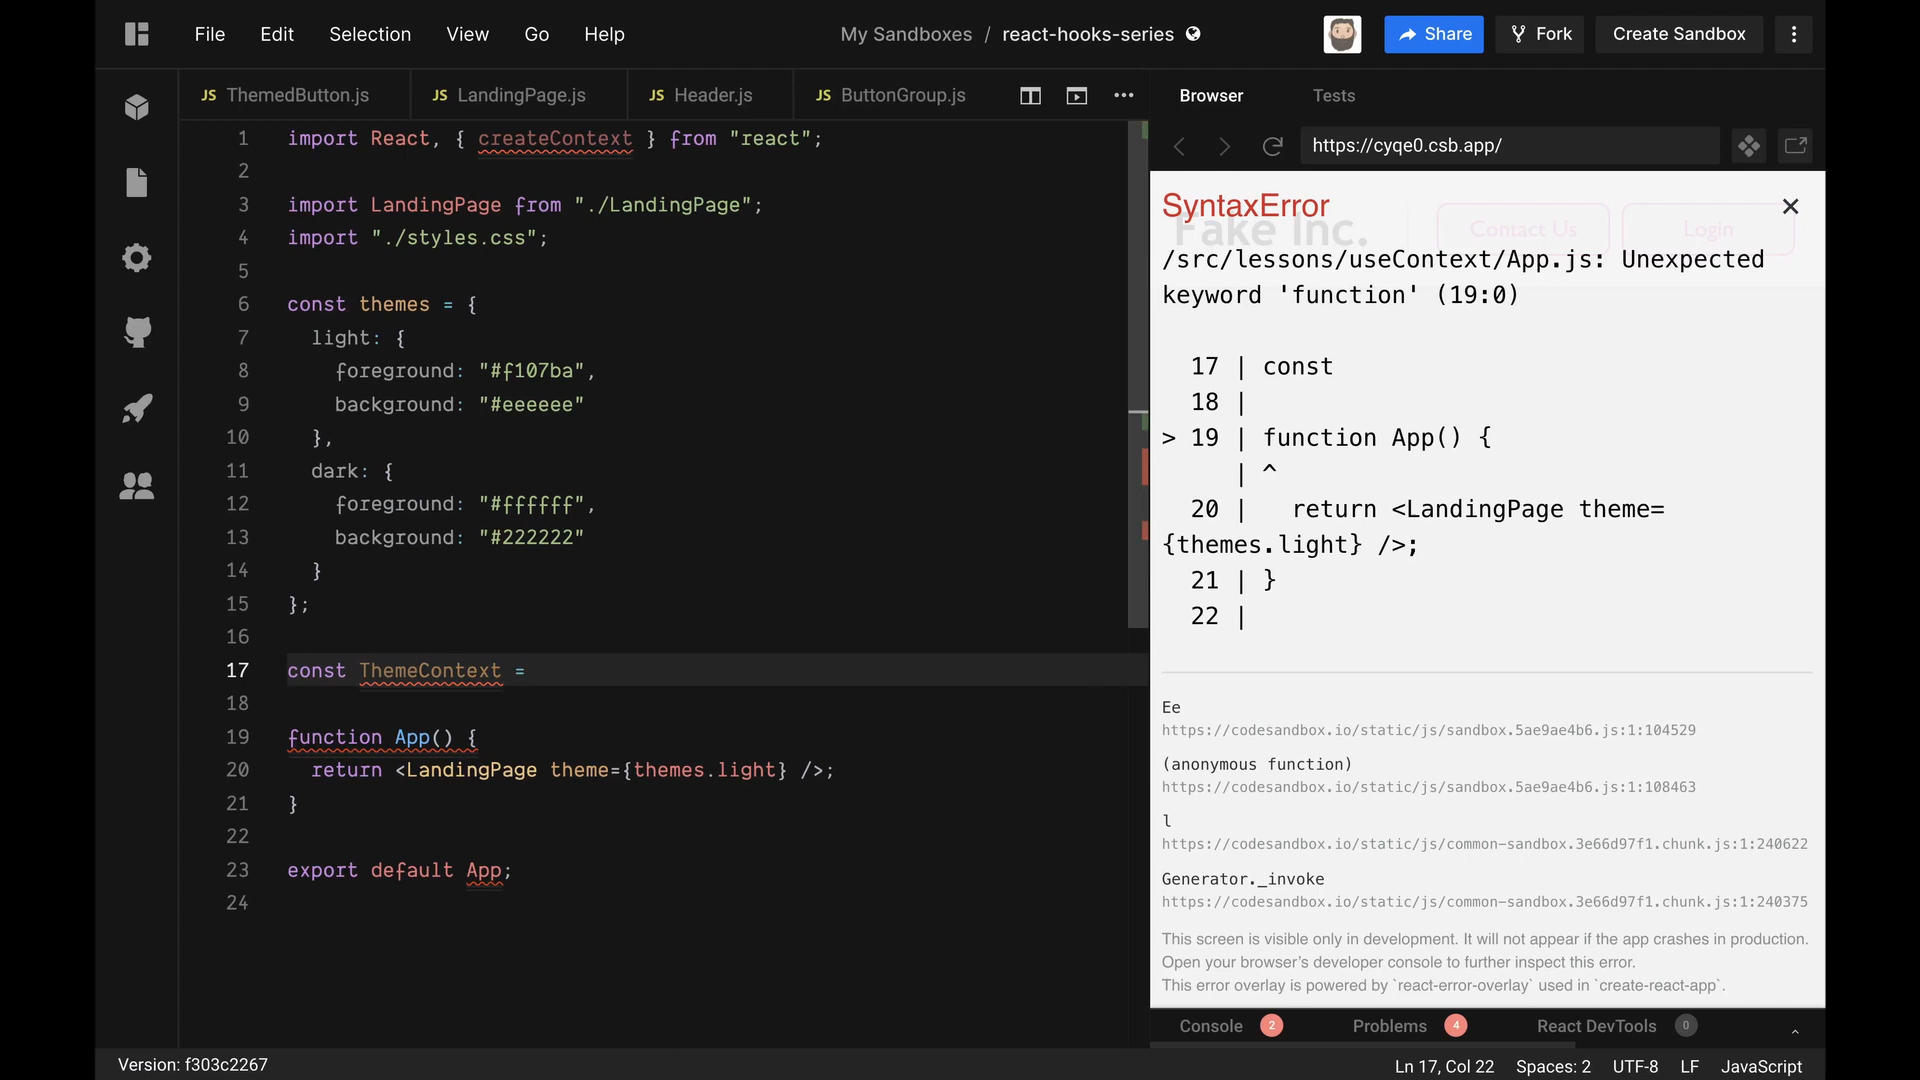 File Edit Selection View Go Help
My Sandboxes / react-hooks-series
Share
Fork
Create Sandbox
JS ThemedButton.js
JS LandingPage.js
JS Header.js
JS ButtonGroup.js
1 import React, { createContext } from "react";
2
3 import LandingPage from "./LandingPage";
4 import "./styles.css";
5
6 const themes = {
7 light: {
8 foreground: "#f107ba",
9 background: "#eeeeee"
10 },
11 dark: {
12 foreground: "#ffffff",
13 background: "#222222"
14 }
15 };
16
17 const ThemeContext =
18
19 function App() {
20 return <LandingPage theme={themes.light} />;
21 }
22
23 export default App;
24
Browser Tests
https://cyqe0.csb.app/
SyntaxError
Fake Inc.
Contact Us
Login
/src/lessons/useContext/App.js: Unexpected
keyword 'function' (19:0)
17 | const
18 |
> 19 | function App() {
| ^
20 | return <LandingPage theme=
{themes.light} />;
21 | }
22 |
Ee
https://codesandbox.io/static/js/sandbox.5ae9ae4b6.js:1:104529
(anonymous function)
https://codesandbox.io/static/js/sandbox.5ae9ae4b6.js:1:108463
l
https://codesandbox.io/static/js/common-sandbox.3e66d97f1.chunk.js:1:240622
Generator._invoke
https://codesandbox.io/static/js/common-sandbox.3e66d97f1.chunk.js:1:240375
This screen is visible only in development. It will not appear if the app crashes in production.
Open your browser’s developer console to further inspect this error.
This error overlay is powered by `react-error-overlay` used in `create-react-app`.
Console 2 Problems 4 React DevTools 0
Version: f303c2267
Ln 17, Col 22 Spaces: 2 UTF-8 LF JavaScript